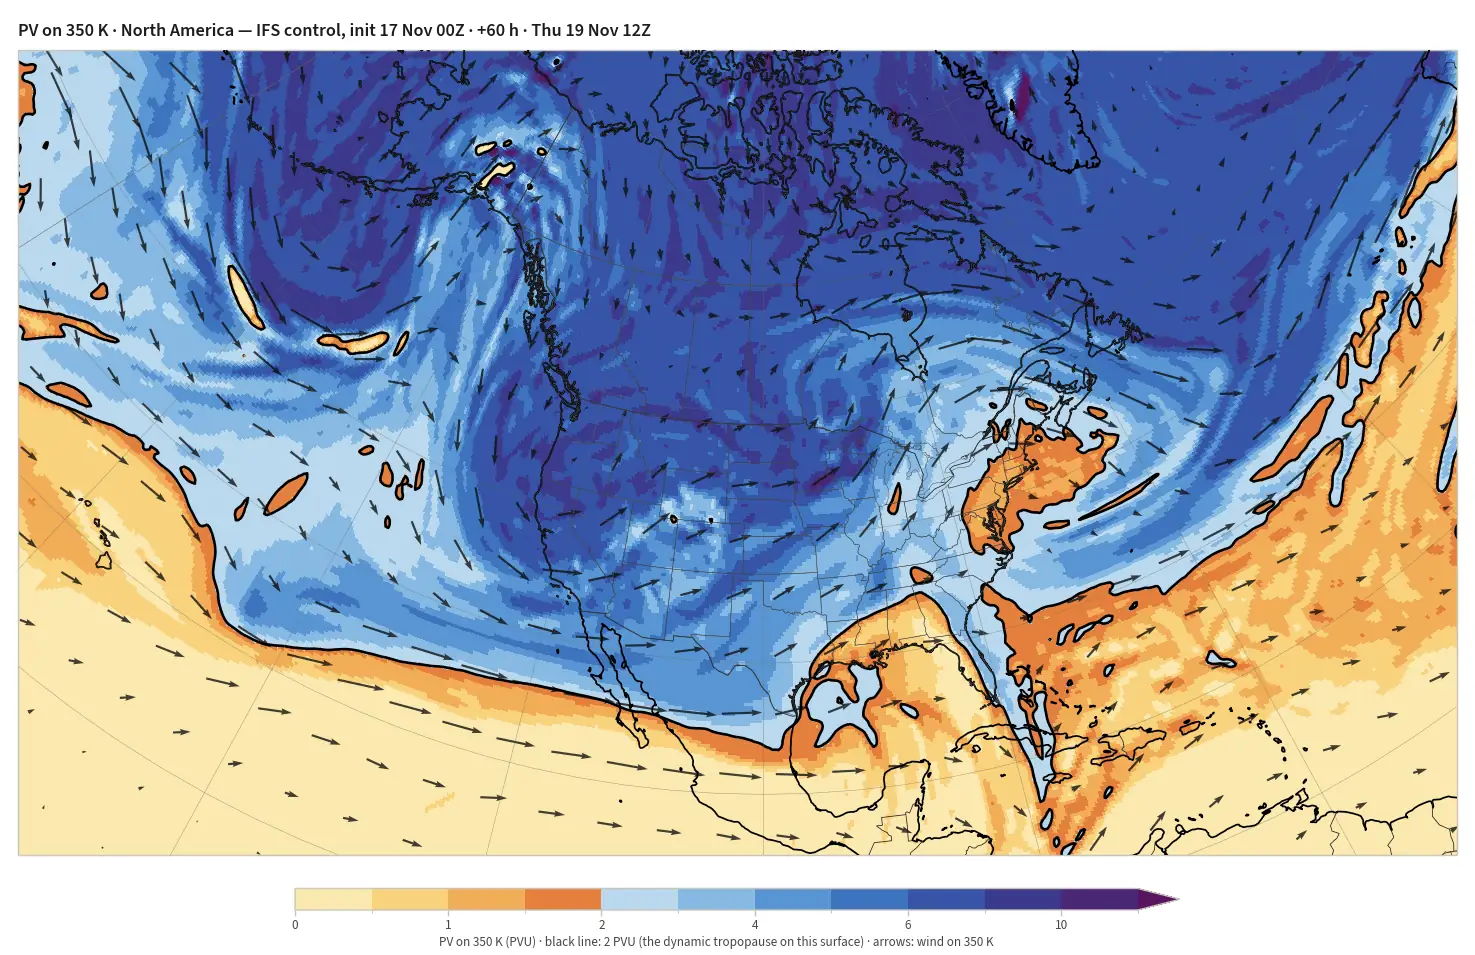 PV on 350 K · North America — IFS control, init 17 Nov 00Z · +60 h · Thu 19 Nov 12Z
0 1 2 4 6 10
PV on 350 K (PVU) · black line: 2 PVU (the dynamic tropopause on this surface) · arrows: wind on 350 K